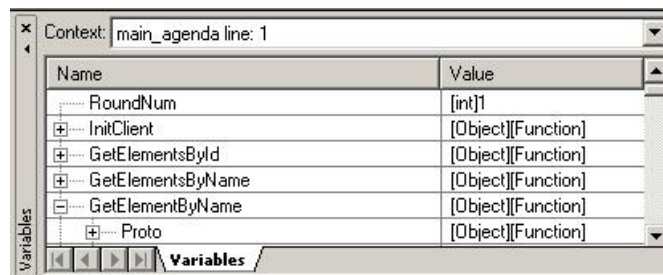 Context: main_agenda line: 1
Name Value
RoundNum [int]1
InitClient [Object][Function]
GetElementsById [Object][Function]
GetElementsByName [Object][Function]
GetElementByName [Object][Function]
Proto [Object][Function]
Variables
Variables